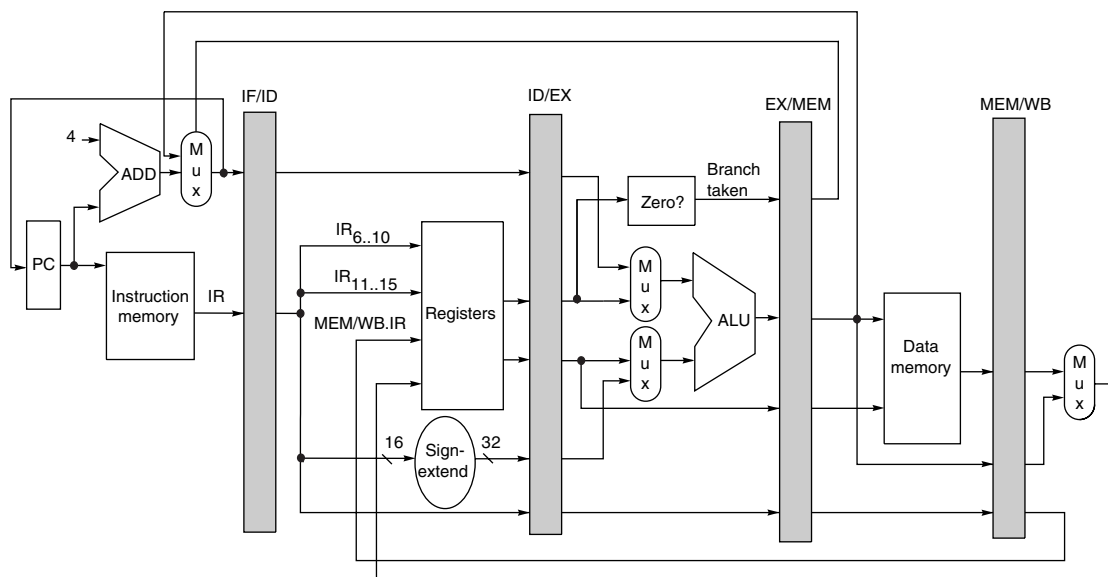 IF/ID
ID/EX
EX/MEM
MEM/WB
4
ADD
M
u
x
Branch
taken
Zero?
PC
Instruction
memory
IR
IR6..10
IR11..15
MEM/WB.IR
Registers
M
u
x
M
u
x
ALU
Data
memory
M
u
x
16
Sign-
extend
32